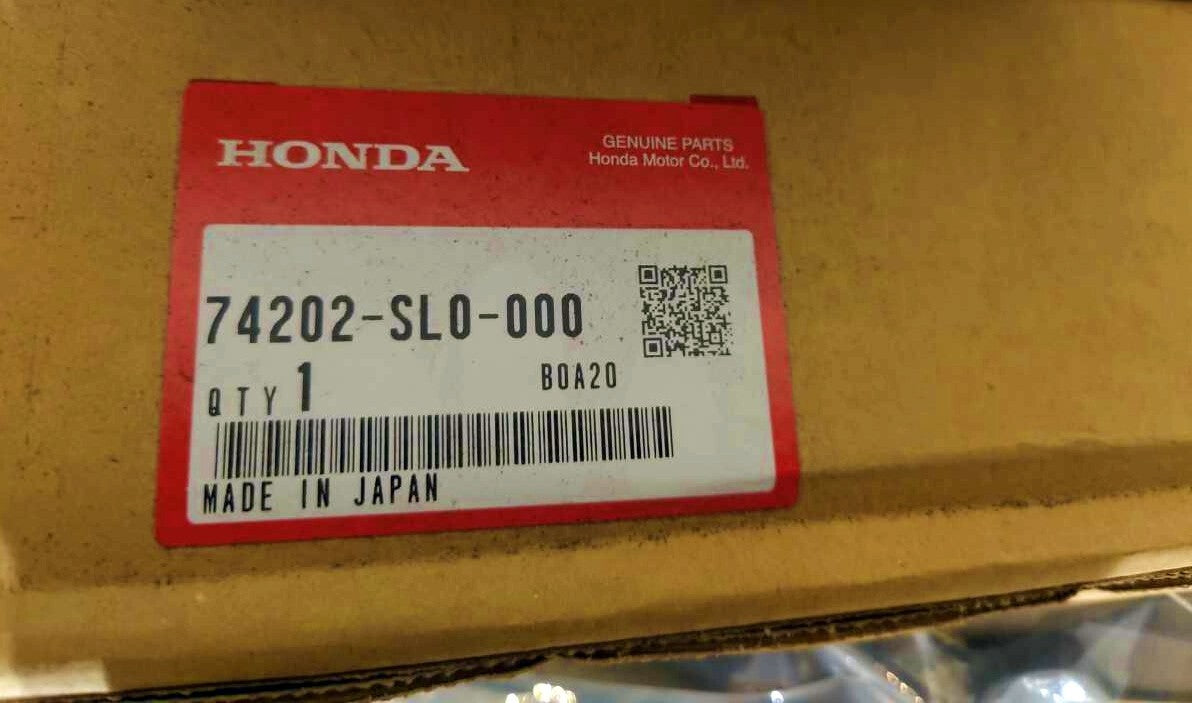 HONDA
GENUINE PARTS
Honda Motor Co., Ltd.
74202-SL0-000
QTY 1
B0A20
MADE IN JAPAN